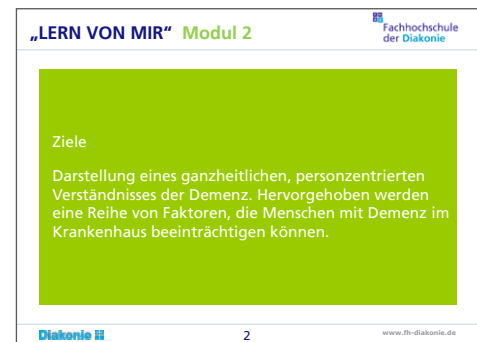 „LERN VON MIR“ Modul 2
Fachhochschule
der Diakonie
Ziele
Darstellung eines ganzheitlichen, personzentrierten
Verständnisses der Demenz. Hervorgehoben werden
eine Reihe von Faktoren, die Menschen mit Demenz im
Krankenhaus beeinträchtigen können.
Diakonie
2
www.fh-diakonie.de